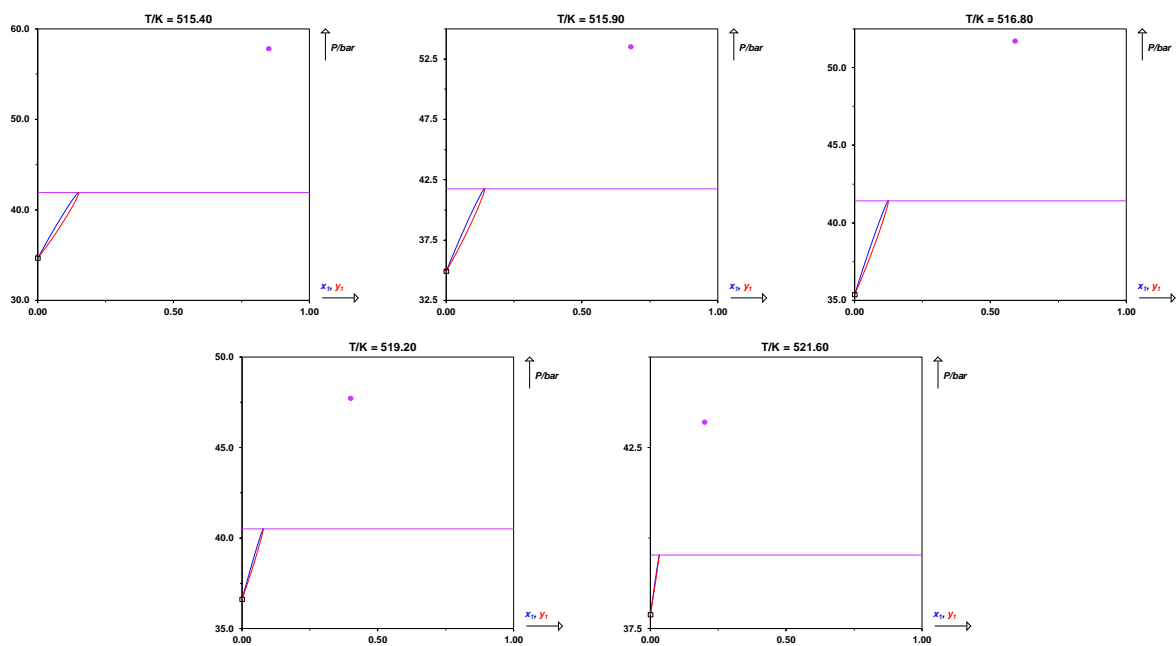 T/K = 515.40
60.0
50.0
40.0
30.0
0.00
0.50
1.00
P/bar
x₁, y₁
T/K = 515.90
52.5
47.5
42.5
37.5
32.5
0.00
0.50
1.00
P/bar
x₁, y₁
T/K = 516.80
50.0
45.0
40.0
35.0
0.00
0.50
1.00
P/bar
x₁, y₁
T/K = 519.20
50.0
45.0
40.0
35.0
0.00
0.50
1.00
P/bar
x₁, y₁
T/K = 521.60
42.5
37.5
0.00
0.50
1.00
P/bar
x₁, y₁